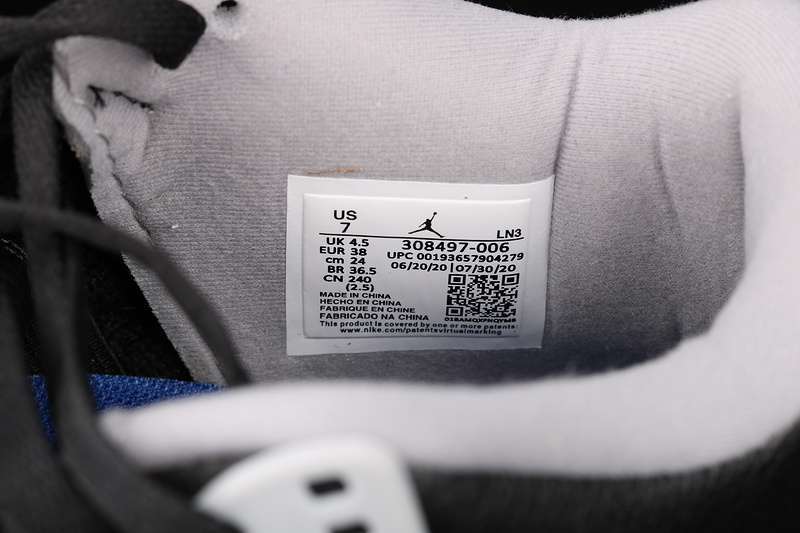 US
7
LN3
UK 4.5
EUR 38
cm 24
BR 36.5
CN 240
(2.5)
308497-006
UPC 00193657904279
06/20/20 | 07/30/20
MADE IN CHINA
HECHO EN CHINA
FABRIQUE EN CHINE
FABRICADO NA CHINA
This product is covered by one or more patents:
www.nike.com/patentsvirtualmarking